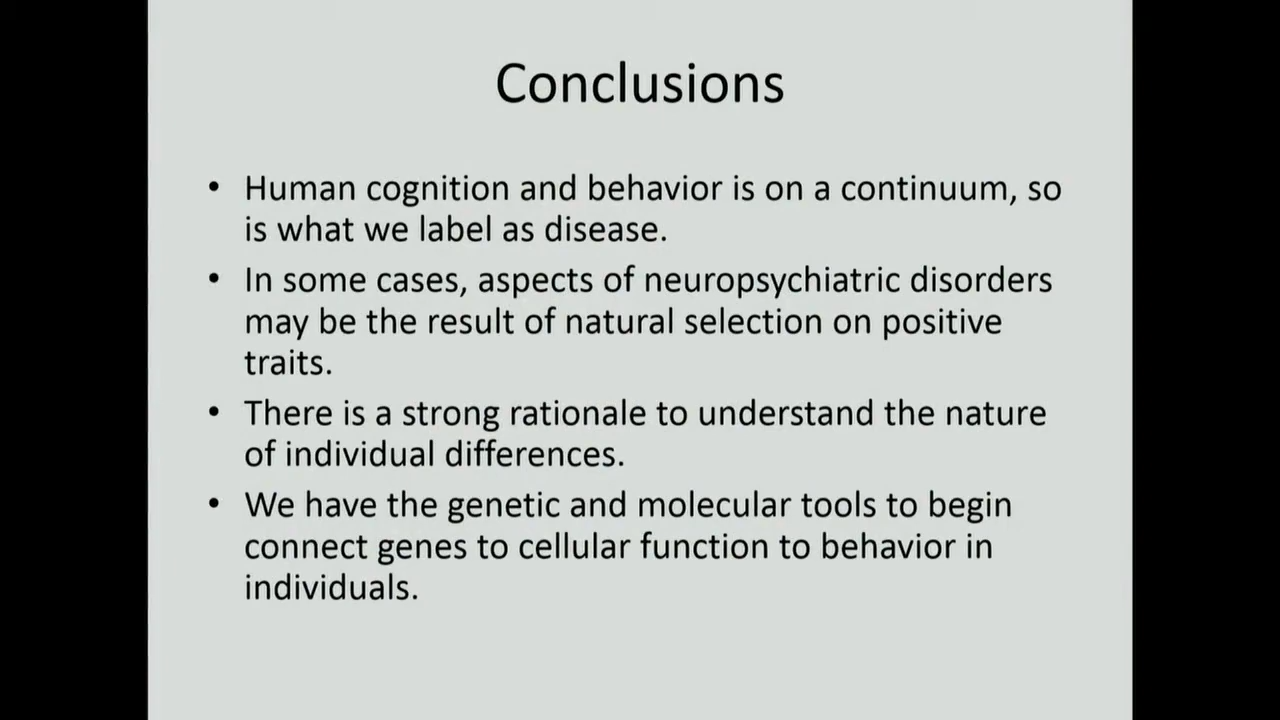 Conclusions
• Human cognition and behavior is on a continuum, so
is what we label as disease.
• In some cases, aspects of neuropsychiatric disorders
may be the result of natural selection on positive
traits.
• There is a strong rationale to understand the nature
of individual differences.
• We have the genetic and molecular tools to begin
connect genes to cellular function to behavior in
individuals.